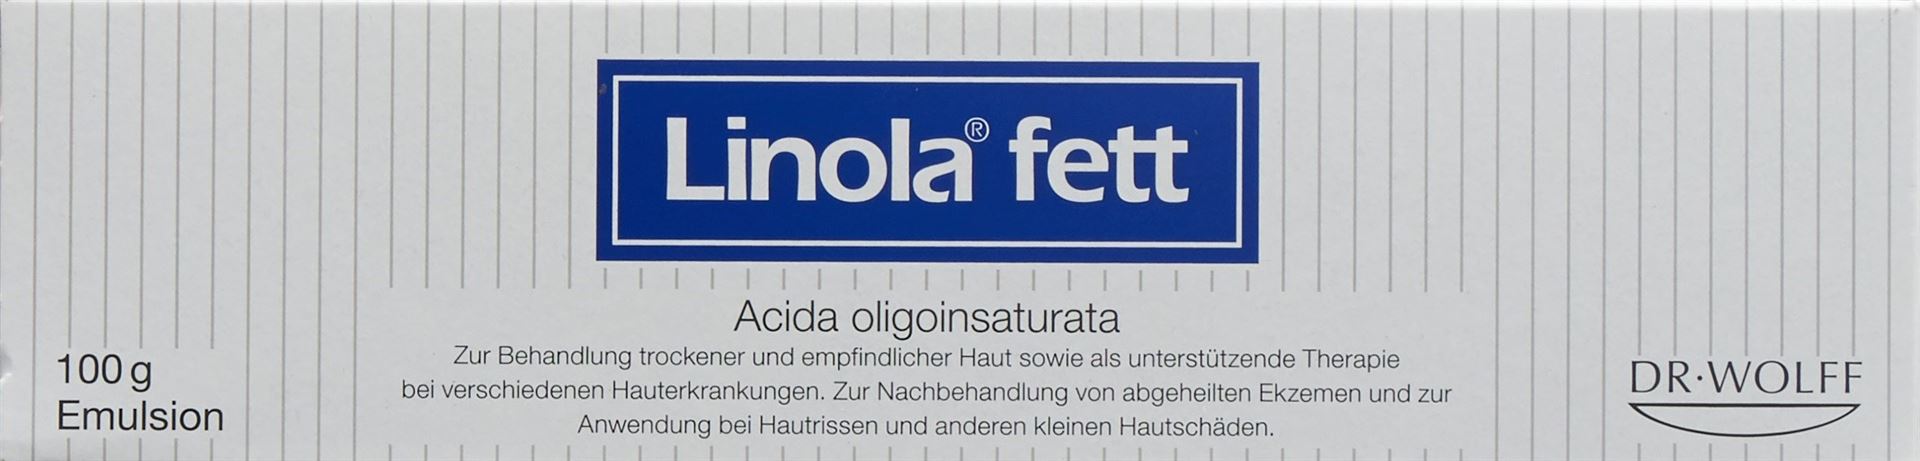 Linola® fett
Acida oligoinsaturata
Zur Behandlung trockener und empfindlicher Haut sowie als unterstützende Therapie
bei verschiedenen Hauterkrankungen. Zur Nachbehandlung von abgeheilten Ekzemen und zur
Anwendung bei Hautrissen und anderen kleinen Hautschäden.
100 g
Emulsion
DR·WOLFF